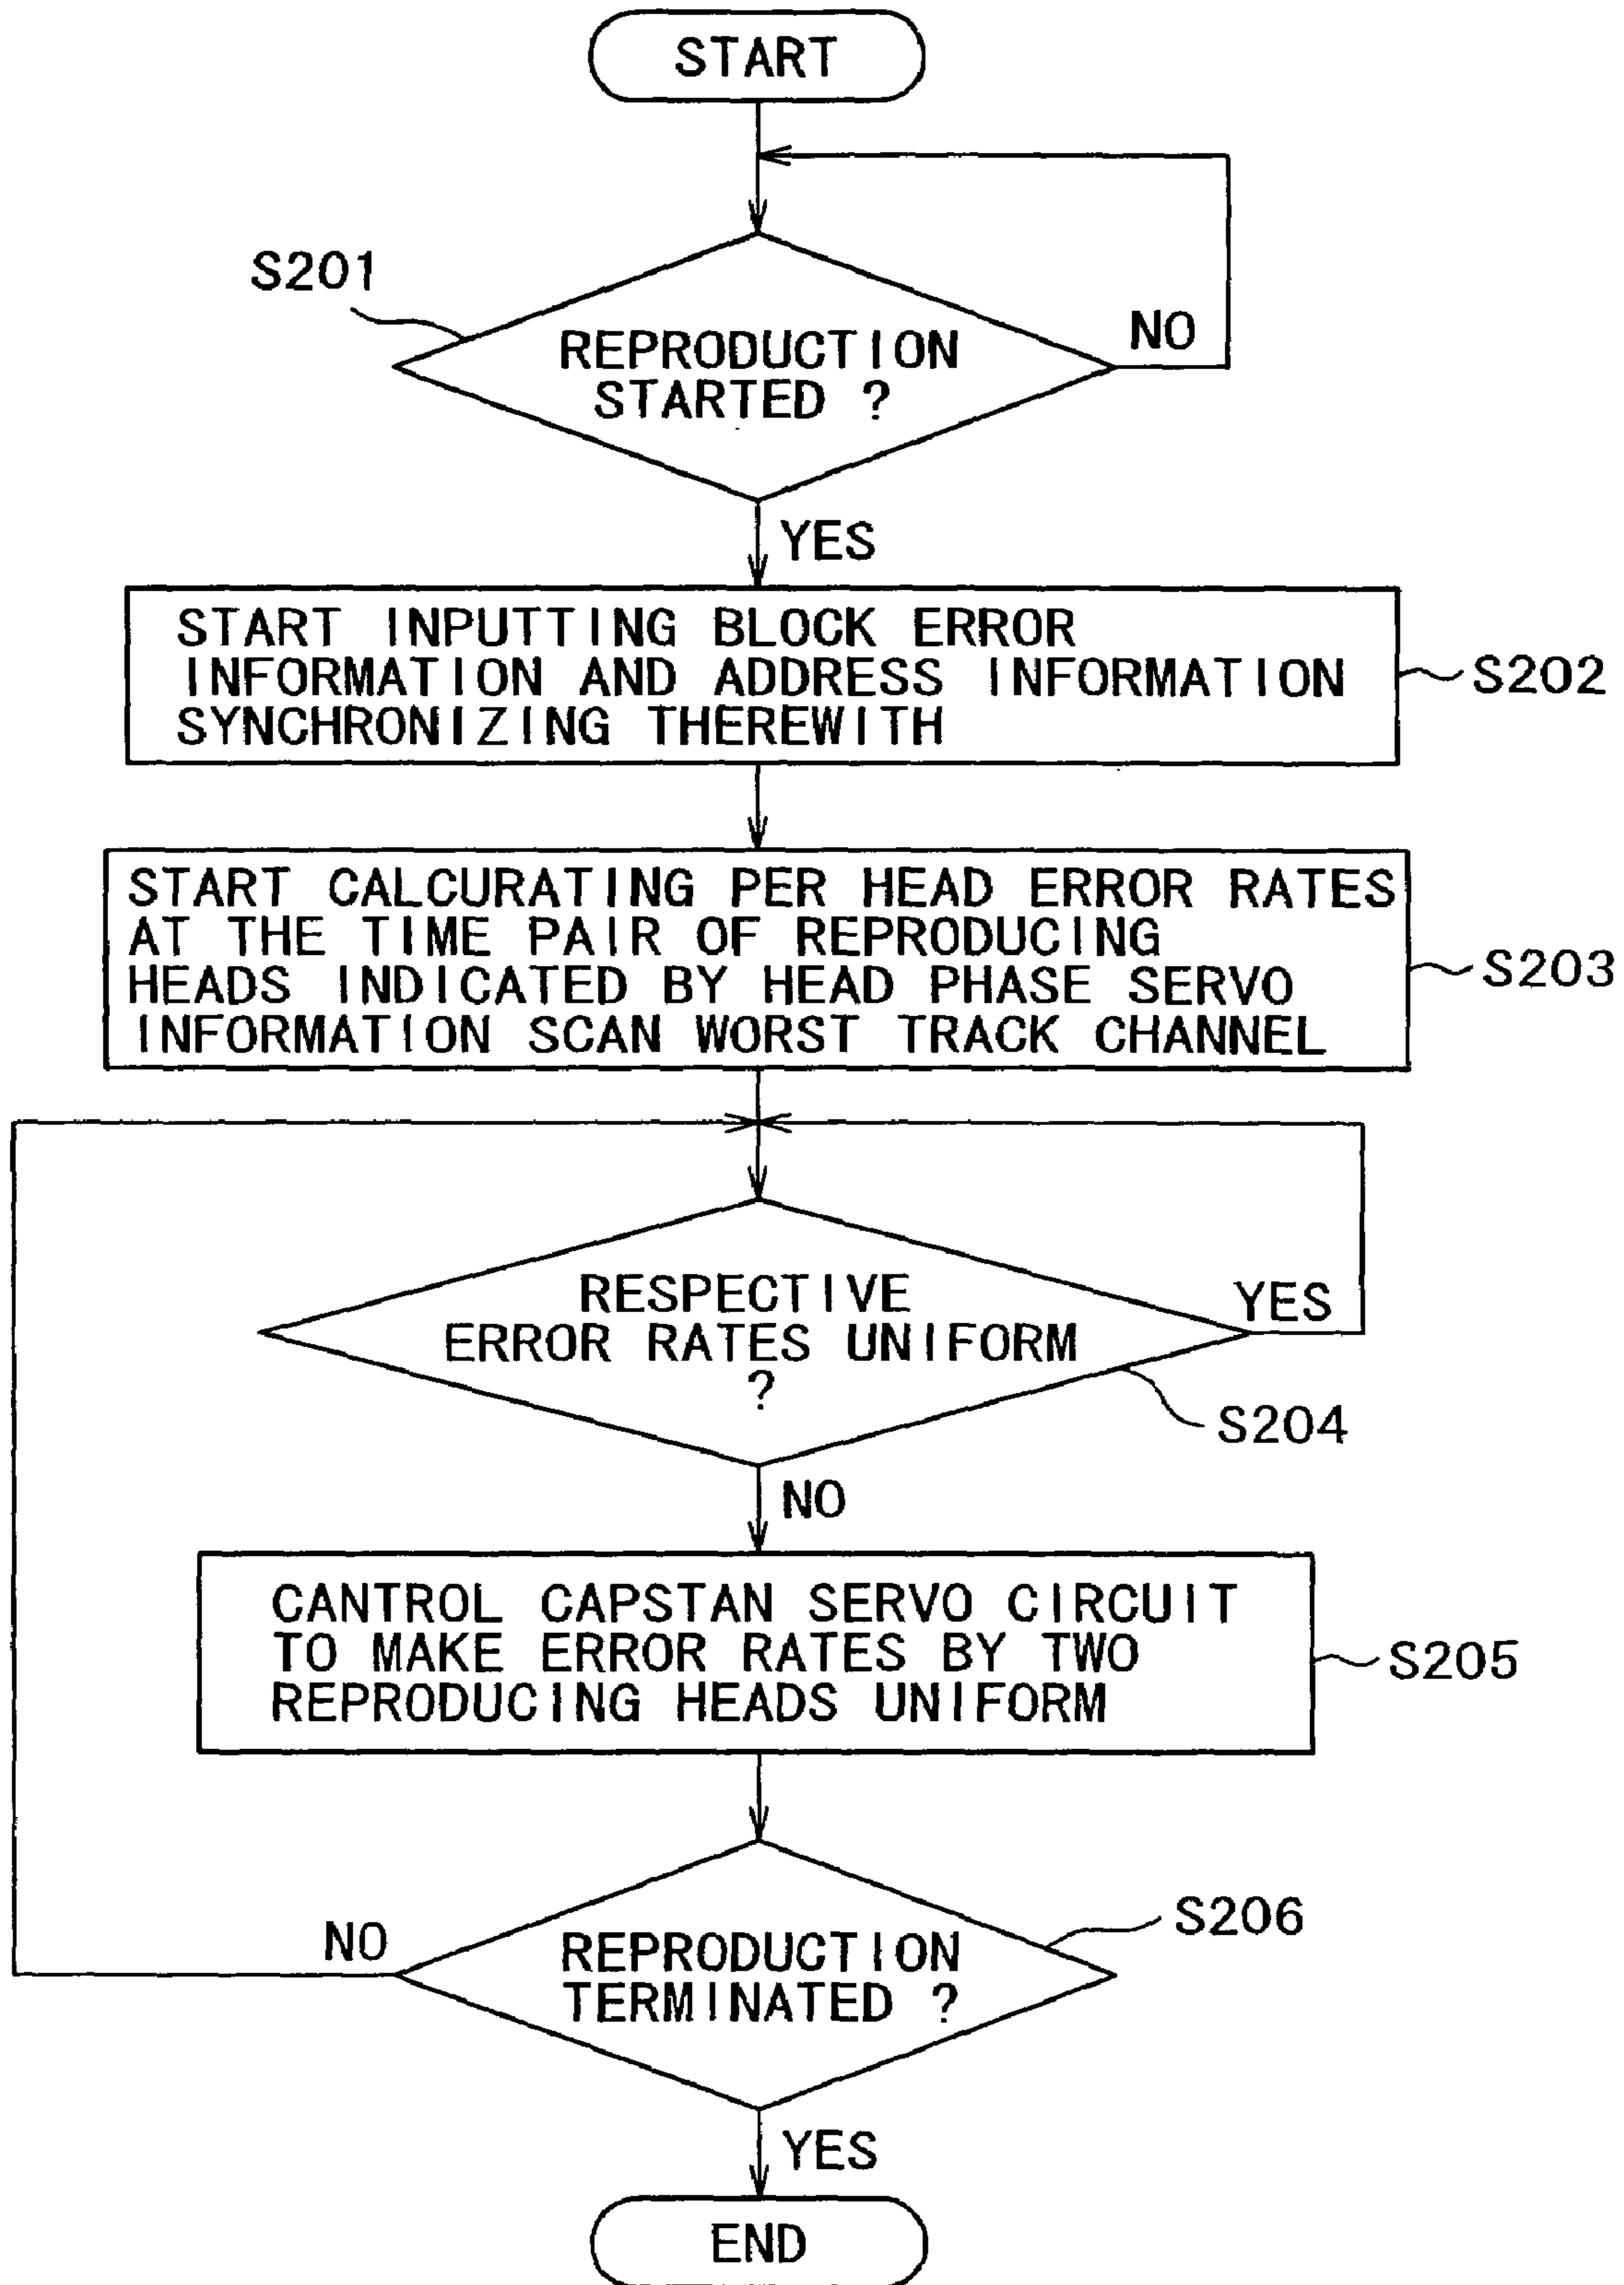 START
S201
REPRODUCTION
STARTED ?
NO
YES
START INPUTTING BLOCK ERROR
INFORMATION AND ADDRESS INFORMATION
SYNCHRONIZING THEREWITH
S202
START CALCURATING PER HEAD ERROR RATES
AT THE TIME PAIR OF REPRODUCING
HEADS INDICATED BY HEAD PHASE SERVO
INFORMATION SCAN WORST TRACK CHANNEL
S203
RESPECTIVE
ERROR RATES UNIFORM
?
YES
S204
NO
CANTROL CAPSTAN SERVO CIRCUIT
TO MAKE ERROR RATES BY TWO
REPRODUCING HEADS UNIFORM
S205
S206
NO
REPRODUCTION
TERMINATED ?
YES
END